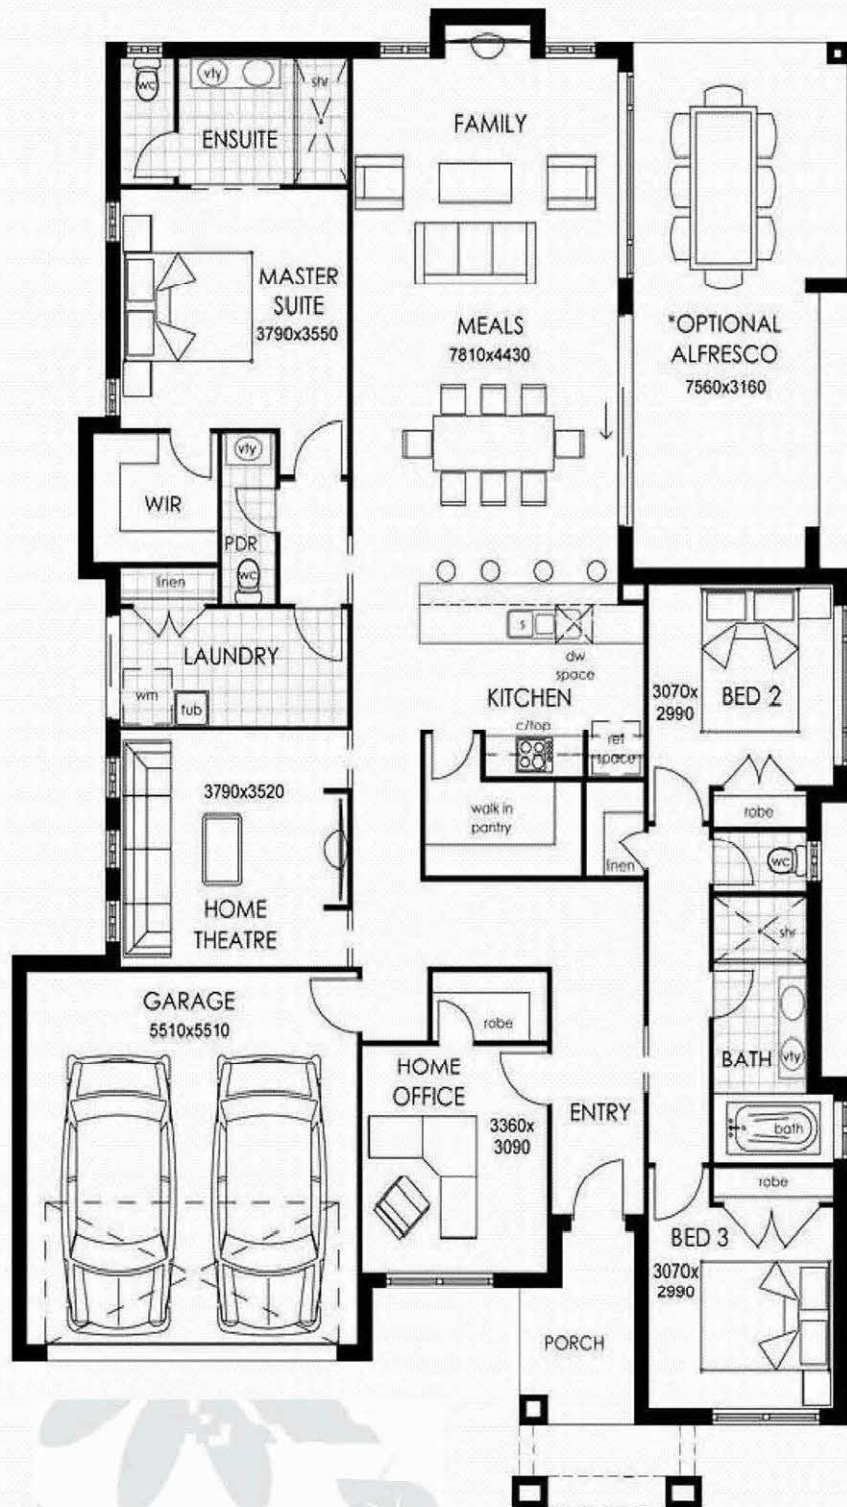 wc
vty
shr
ENSUITE
FAMILY
MASTER
SUITE
3790x3550
MEALS
7810x4430
*OPTIONAL
ALFRESCO
7560x3160
vty
WIR
PDR
wc
linen
LAUNDRY
wm
tub
s
dw
space
KITCHEN
c/top
ref
space
3070x
2990
BED 2
robe
walk in
pantry
linen
wc
3790x3520
HOME
THEATRE
shr
GARAGE
5510x5510
robe
HOME
OFFICE
3360x
3090
ENTRY
BATH
vty
bath
robe
BED 3
3070x
2990
PORCH